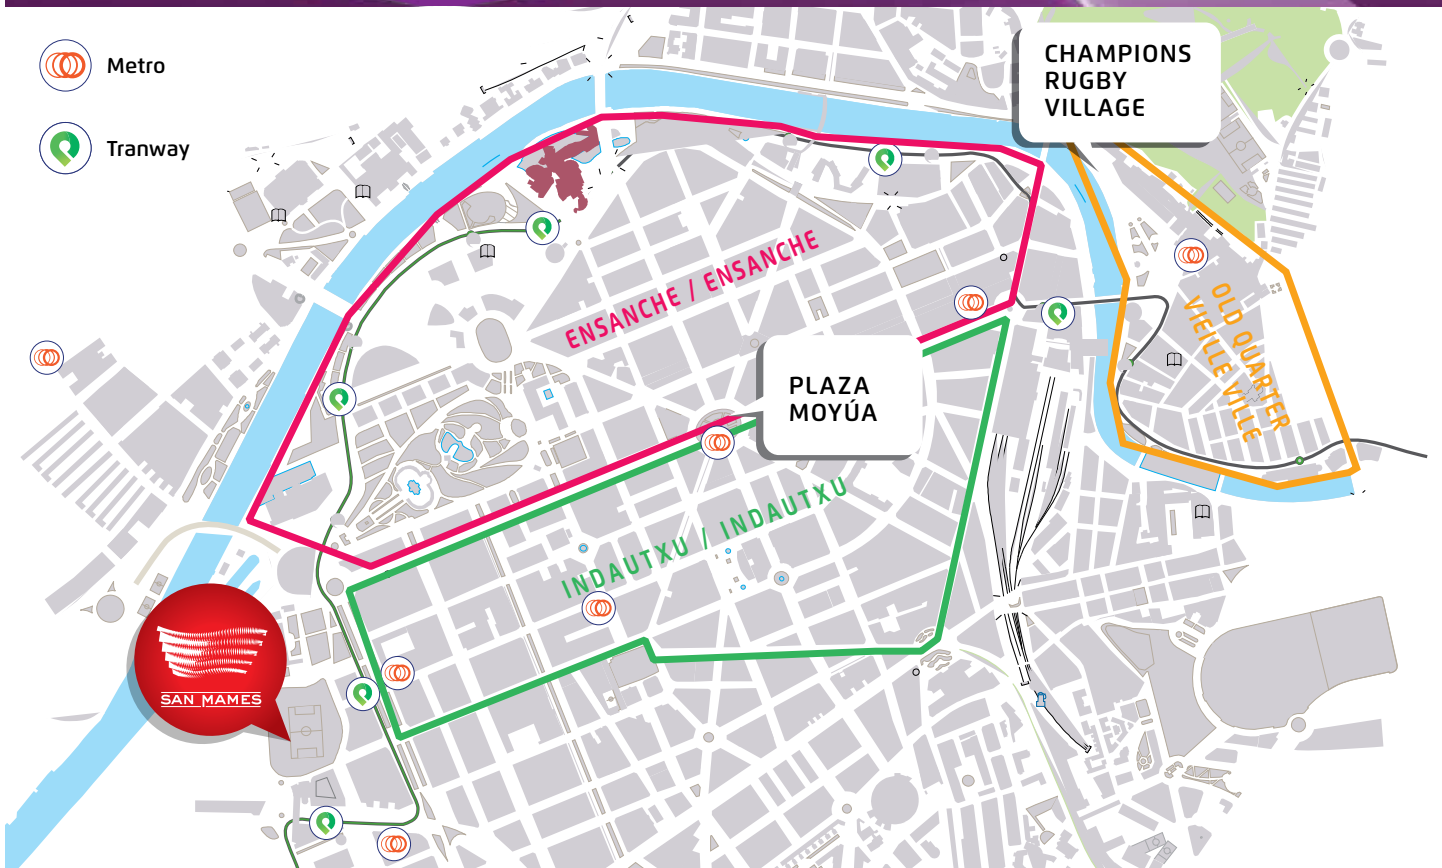 Metro
Tranway
CHAMPIONS
RUGBY
VILLAGE
ENSANCHE / ENSANCHE
OLD QUARTER
VIEILLE VILLE
PLAZA
MOYÚA
INDAUTXU / INDAUTXU
SAN MAMES